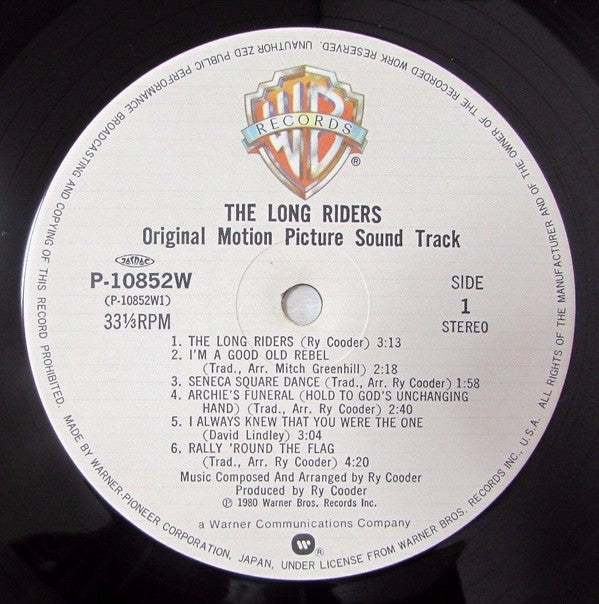 WB
RECORDS
®
THE LONG RIDERS
Original Motion Picture Sound Track
JASRAC
P-10852W
(P-10852W1)
33⅓RPM
SIDE
1
STEREO
1. THE LONG RIDERS (Ry Cooder) 3:13
2. I'M A GOOD OLD REBEL
(Trad., Arr. Mitch Greenhill) 2:18
3. SENECA SQUARE DANCE (Trad., Arr. Ry Cooder) 1:58
4. ARCHIE'S FUNERAL (HOLD TO GOD'S UNCHANGING
HAND) (Trad., Arr. Ry Cooder) 2:40
5. I ALWAYS KNEW THAT YOU WERE THE ONE
(David Lindley) 3:04
6. RALLY 'ROUND THE FLAG
(Trad., Arr. Ry Cooder) 4:20
Music Composed And Arranged by Ry Cooder
Produced by Ry Cooder
℗ 1980 Warner Bros. Records Inc.
a Warner Communications Company
W ®
MADE BY WARNER-PIONEER CORPORATION, JAPAN, UNDER LICENSE FROM WARNER BROS. RECORDS INC., U.S.A. ALL RIGHTS OF THE MANUFACTURER AND OF THE OWNER OF THE RECORDED WORK RESERVED. UNAUTHORIZED PUBLIC PERFORMANCE BROADCASTING AND COPYING OF THIS RECORD PROHIBITED.